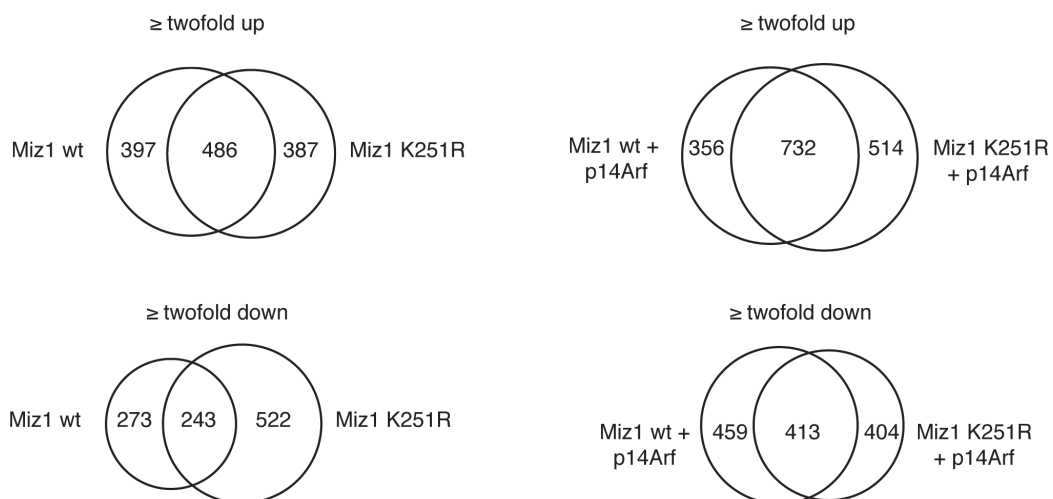 ≥ twofold up
Miz1 wt 397 486 387 Miz1 K251R
≥ twofold up
Miz1 wt +
p14Arf
356 732 514
Miz1 K251R
+ p14Arf
≥ twofold down
Miz1 wt 273 243 522 Miz1 K251R
≥ twofold down
Miz1 wt +
p14Arf
459 413 404
Miz1 K251R
+ p14Arf